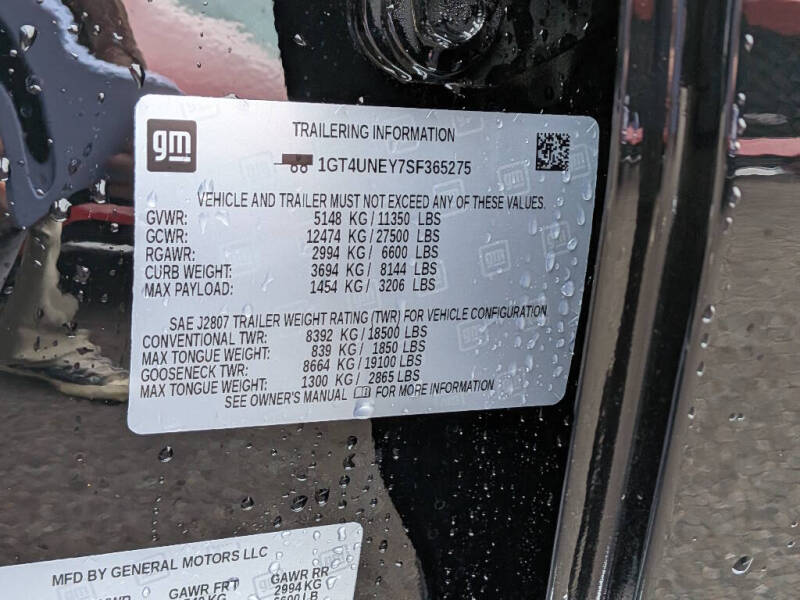 gm
TRAILERING INFORMATION
1GT4UNEY7SF365275
VEHICLE AND TRAILER MUST NOT EXCEED ANY OF THESE VALUES.
GVWR: 5148 KG / 11350 LBS
GCWR: 12474 KG / 27500 LBS
RGAWR: 2994 KG / 6600 LBS
CURB WEIGHT: 3694 KG / 8144 LBS
MAX PAYLOAD: 1454 KG / 3206 LBS
SAE J2807 TRAILER WEIGHT RATING (TWR) FOR VEHICLE CONFIGURATION
CONVENTIONAL TWR: 8392 KG / 18500 LBS
MAX TONGUE WEIGHT: 839 KG / 1850 LBS
GOOSENECK TWR: 8664 KG / 19100 LBS
MAX TONGUE WEIGHT: 1300 KG / 2865 LBS
SEE OWNER'S MANUAL FOR MORE INFORMATION
MFD BY GENERAL MOTORS LLC
GAWR FRT GAWR RR
KG 2994 KG